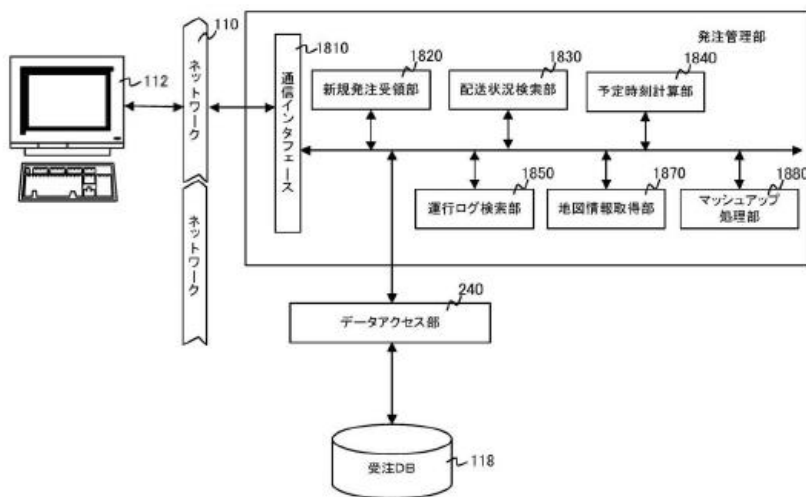 発注管理部
110
1810
1820
1830
1840
112
ネットワーク
通信インタフェース
新規発注受領部
配送状況検索部
予定時刻計算部
1850
1870
1880
運行ログ検索部
地図情報取得部
マッシュアップ
処理部
ネットワーク
240
データアクセス部
受注DB
118